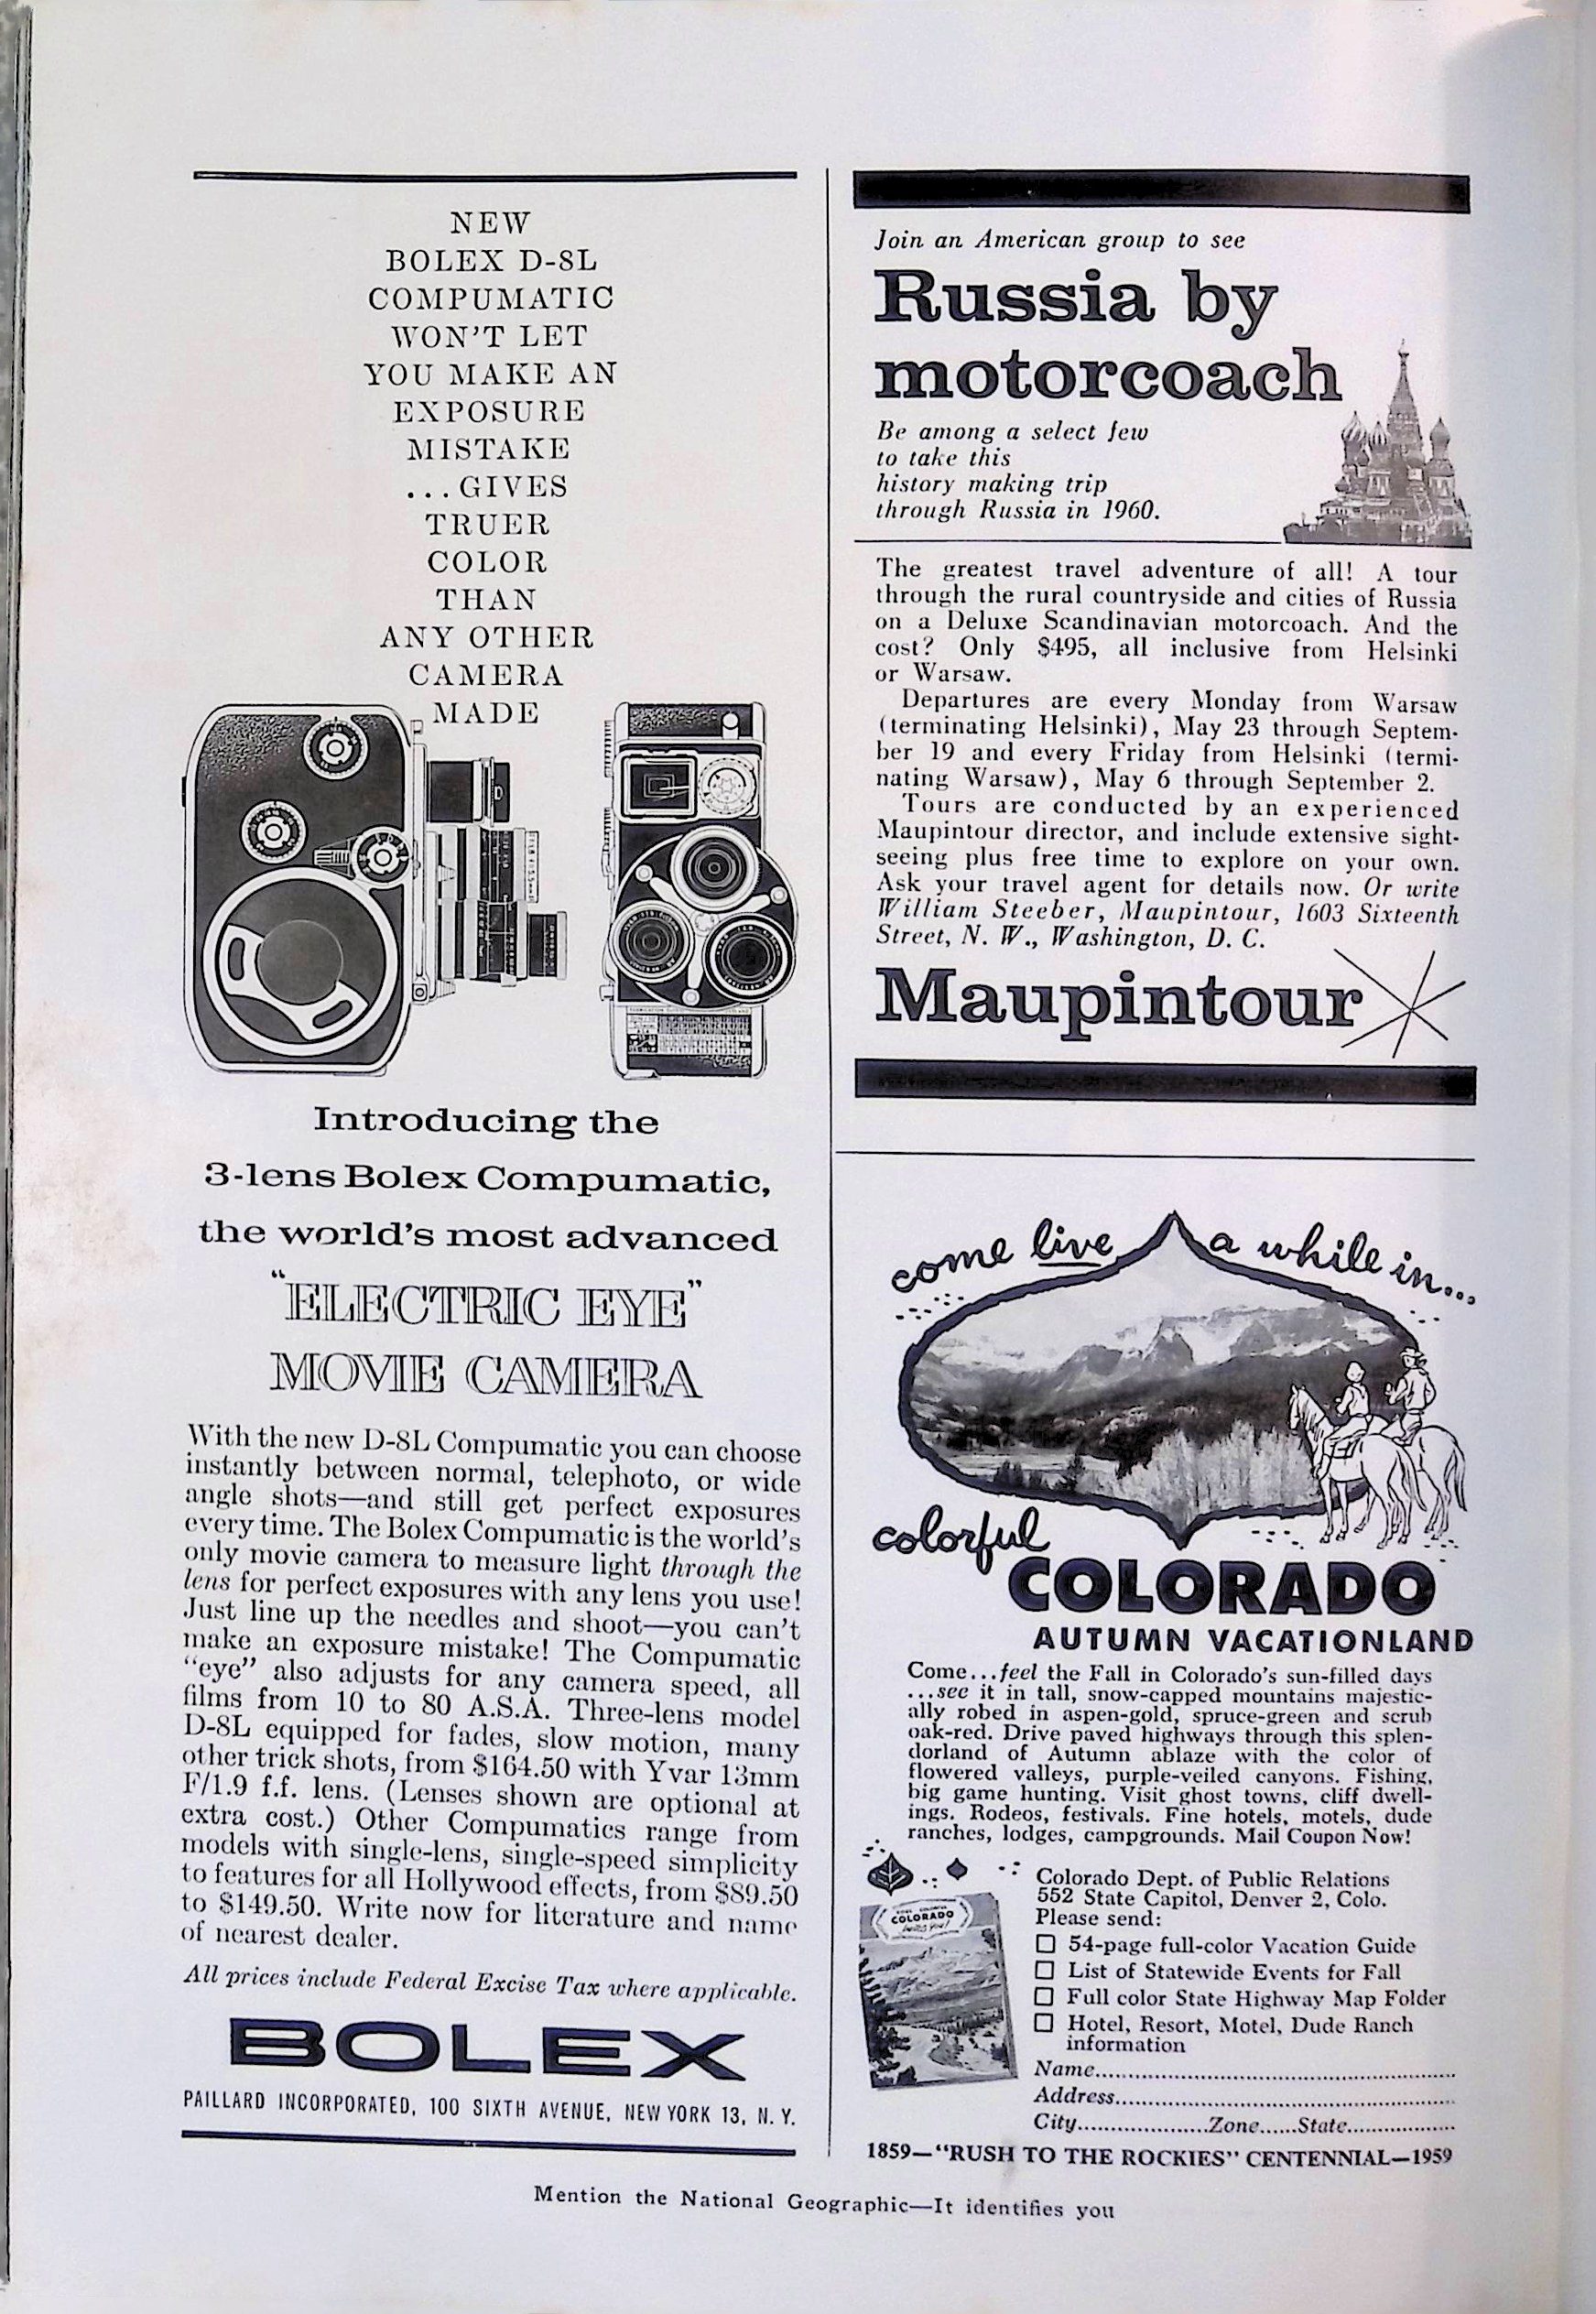 NEW
BOLEX D-8L
COMPUMATIC
WON'T LET
YOU MAKE AN
EXPOSURE
MISTAKE
...GIVES
TRUER
COLOR
THAN
ANY OTHER
CAMERA
MADE
Introducing the
3-lens Bolex Compumatic,
the world's most advanced
"ELECTRIC EYE"
MOVIE CAMERA
With the new D-8L Compumatic you can choose
instantly between normal, telephoto, or wide
angle shots—and still get perfect exposures
every time. The Bolex Compumatic is the world's
only movie camera to measure light through the
lens for perfect exposures with any lens you use!
Just line up the needles and shoot—you can't
make an exposure mistake! The Compumatic
"eye" also adjusts for any camera speed, all
films from 10 to 80 A.S.A. Three-lens model
D-8L equipped for fades, slow motion, many
other trick shots, from $164.50 with Yvar 13mm
F/1.9 f.f. lens. (Lenses shown are optional at
extra cost.) Other Compumatics range from
models with single-lens, single-speed simplicity
to features for all Hollywood effects, from $89.50
to $149.50. Write now for literature and name
of nearest dealer.
All prices include Federal Excise Tax where applicable.
BOLEX
PAILLARD INCORPORATED, 100 SIXTH AVENUE, NEW YORK 13, N. Y.
Join an American group to see
Russia by
motorcoach
Be among a select few
to take this
history making trip
through Russia in 1960.
The greatest travel adventure of all! A tour
through the rural countryside and cities of Russia
on a Deluxe Scandinavian motorcoach. And the
cost? Only $495, all inclusive from Helsinki
or Warsaw.
Departures are every Monday from Warsaw
(terminating Helsinki), May 23 through Septem-
ber 19 and every Friday from Helsinki (termi-
nating Warsaw), May 6 through September 2.
Tours are conducted by an experienced
Maupintour director, and include extensive sight-
seeing plus free time to explore on your own.
Ask your travel agent for details now. Or write
William Steeber, Maupintour, 1603 Sixteenth
Street, N. W., Washington, D. C.
Maupintour
come live a while in...
colorful
COLORADO
AUTUMN VACATIONLAND
Come...feel the Fall in Colorado's sun-filled days
...see it in tall, snow-capped mountains majestic-
ally robed in aspen-gold, spruce-green and scrub
oak-red. Drive paved highways through this splen-
dorland of Autumn ablaze with the color of
flowered valleys, purple-veiled canyons. Fishing,
big game hunting. Visit ghost towns, cliff dwell-
ings. Rodeos, festivals. Fine hotels, motels, dude
ranches, lodges, campgrounds. Mail Coupon Now!
COLORADO
invites you!
Colorado Dept. of Public Relations
552 State Capitol, Denver 2, Colo.
Please send:
54-page full-color Vacation Guide
List of Statewide Events for Fall
Full color State Highway Map Folder
Hotel, Resort, Motel, Dude Ranch
information
Name
Address
City Zone State
1859—"RUSH TO THE ROCKIES" CENTENNIAL—1959
Mention the National Geographic—It identifies you